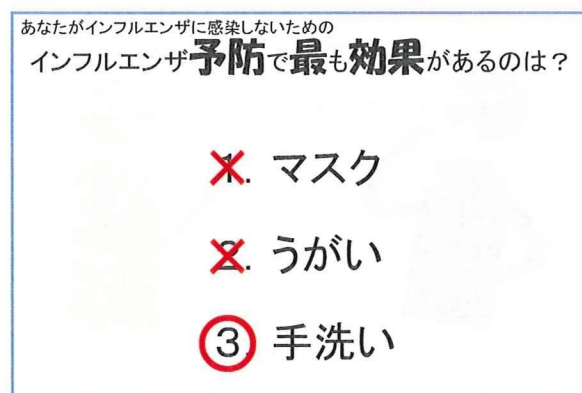 あなたがインフルエンザに感染しないための
インフルエンザ予防で最も効果があるのは？
1. マスク
2. うがい
3. 手洗い